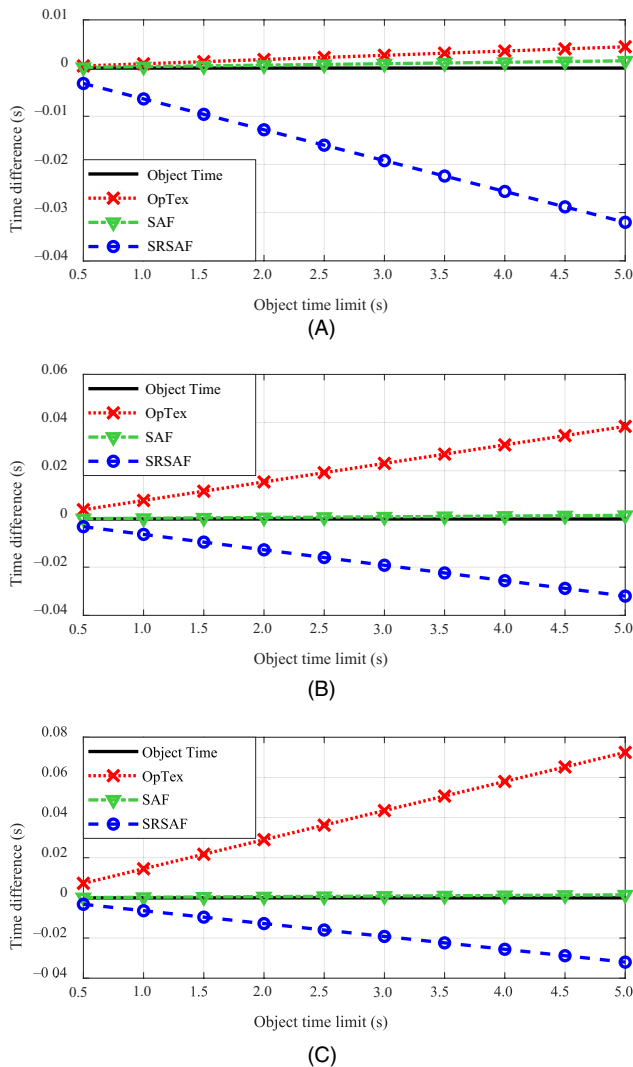 0.01
0
−0.01
−0.02
−0.03
−0.04
Time difference (s)
Object Time
OpTex
SAF
SRSAF
0.5 1.0 1.5 2.0 2.5 3.0 3.5 4.0 4.5 5.0
Object time limit (s)
(A)
0.06
0.04
0.02
0
−0.02
−0.04
Time difference (s)
Object Time
OpTex
SAF
SRSAF
0.5 1.0 1.5 2.0 2.5 3.0 3.5 4.0 4.5 5.0
Object time limit (s)
(B)
0.08
0.06
0.04
0.02
0
−0.02
−0 04
Time difference (s)
Object Time
OpTex
SAF
SRSAF
0.5 1.0 1.5 2.0 2.5 3.0 3.5 4.0 4.5 5.0
Object time limit (s)
(C)